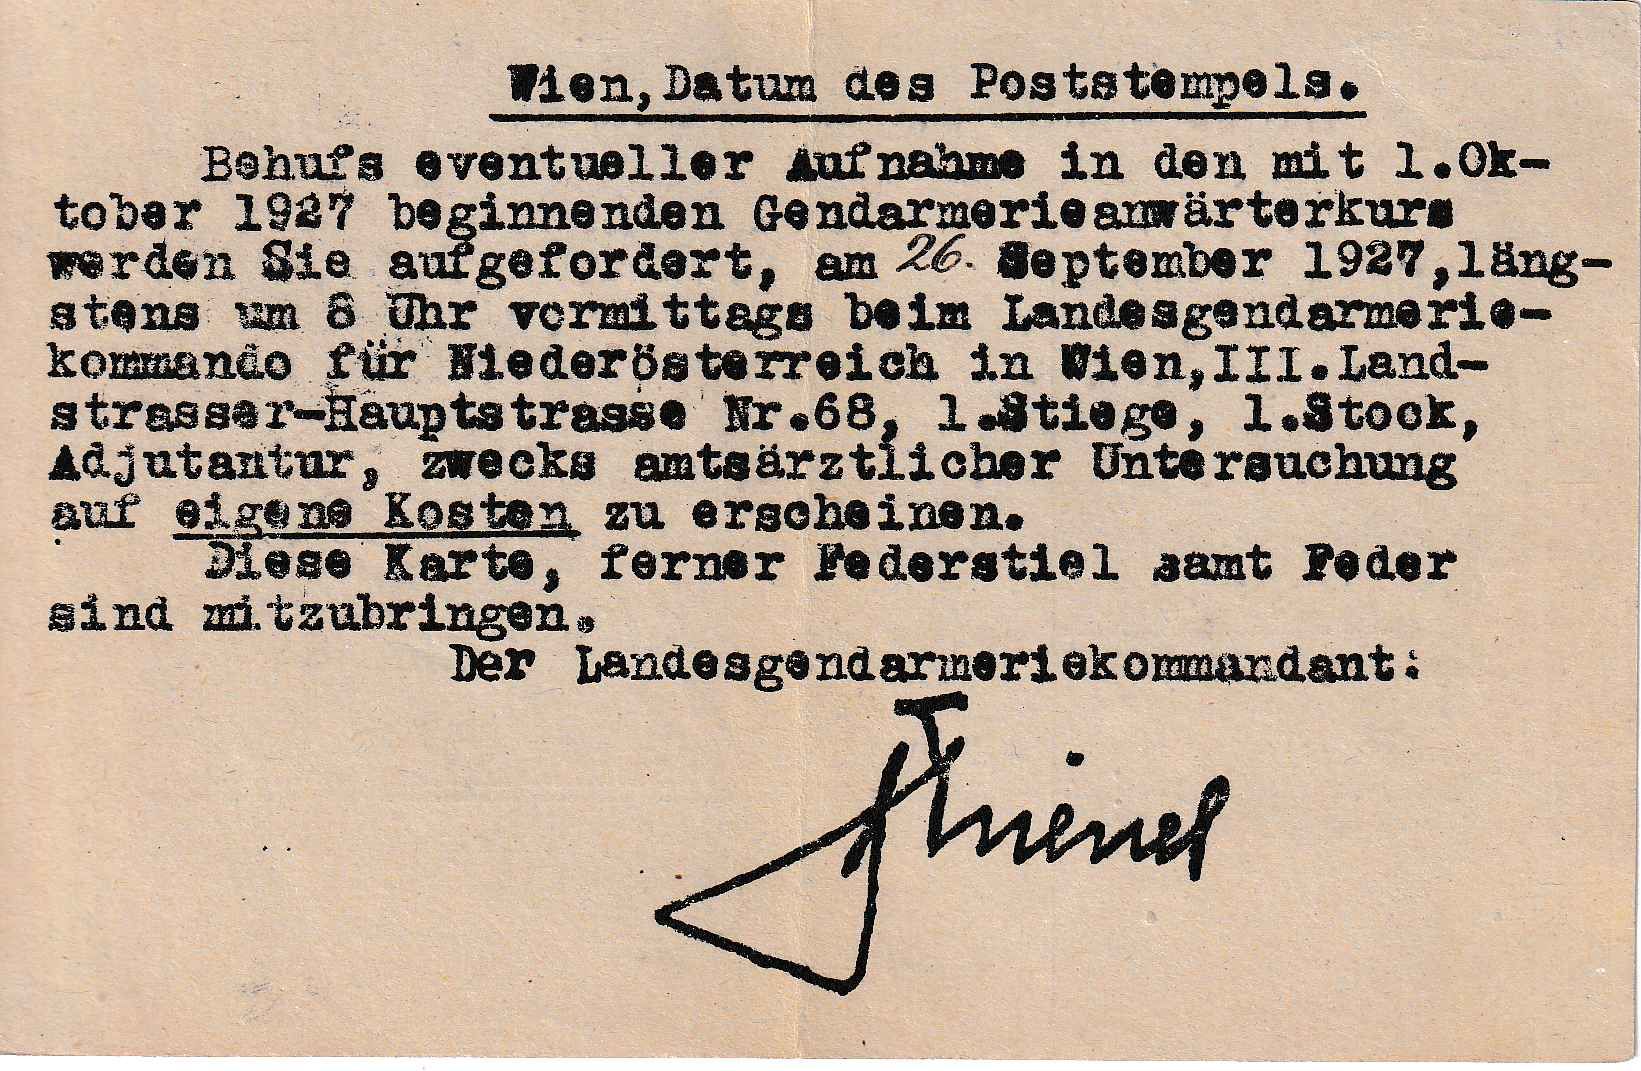 Wien, Datum des Poststempels.
Behufs eventueller Aufnahme in den mit 1.Ok-
tober 1927 beginnenden Gendarmerieanwärterkurs
werden Sie aufgefordert, am 26. September 1927, läng-
stens um 8 Uhr vormittags beim Landesgendarmerie-
kommando für Niederösterreich in Wien, III. Land-
strasser-Hauptstrasse Nr.68, 1.Stiege, 1.Stock,
Adjutantur, zwecks amtsärztlicher Untersuchung
auf eigene Kosten zu erscheinen.
Diese Karte, ferner Federstiel samt Feder
sind mitzubringen.
Der Landesgendarmeriekommandant: